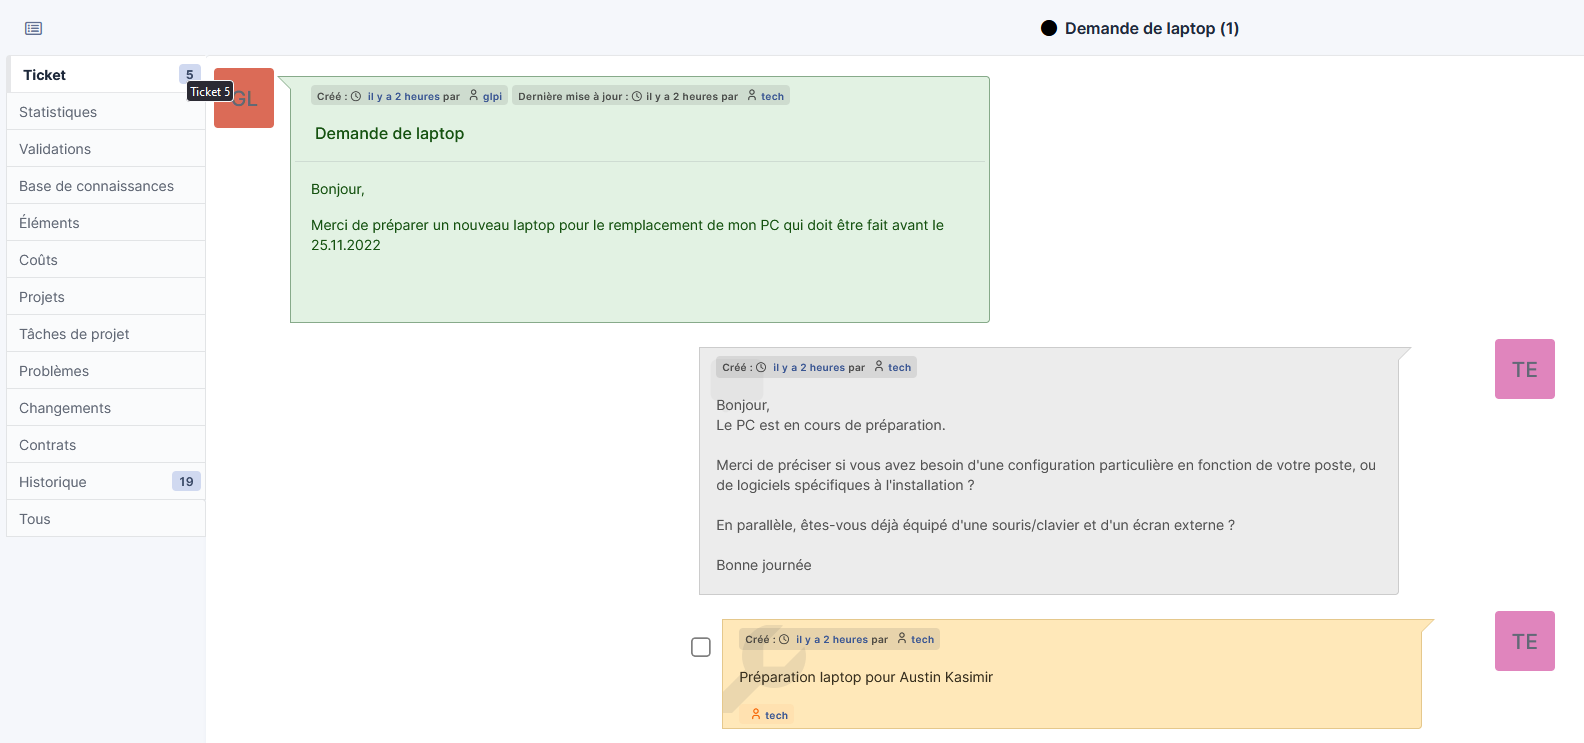 Demande de laptop (1)
Ticket 5
Ticket 5
Statistiques
Validations
Base de connaissances
Éléments
Coûts
Projets
Tâches de projet
Problèmes
Changements
Contrats
Historique 19
Tous
GL
Créé : il y a 2 heures par glpi Dernière mise à jour : il y a 2 heures par tech
Demande de laptop
Bonjour,
Merci de préparer un nouveau laptop pour le remplacement de mon PC qui doit être fait avant le
25.11.2022
TE
Créé : il y a 2 heures par tech
Bonjour,
Le PC est en cours de préparation.
Merci de préciser si vous avez besoin d'une configuration particulière en fonction de votre poste, ou
de logiciels spécifiques à l'installation ?
En parallèle, êtes-vous déjà équipé d'une souris/clavier et d'un écran externe ?
Bonne journée
TE
Créé : il y a 2 heures par tech
Préparation laptop pour Austin Kasimir
tech